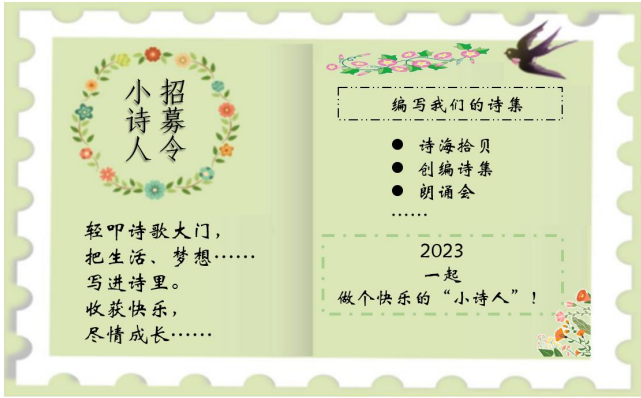 招募令
小诗人
轻叩诗歌大门，
把生活、梦想……
写进诗里。
收获快乐，
尽情成长……
编写我们的诗集
● 诗海拾贝
● 创编诗集
● 朗诵会
……
2023
一起
做个快乐的“小诗人”！